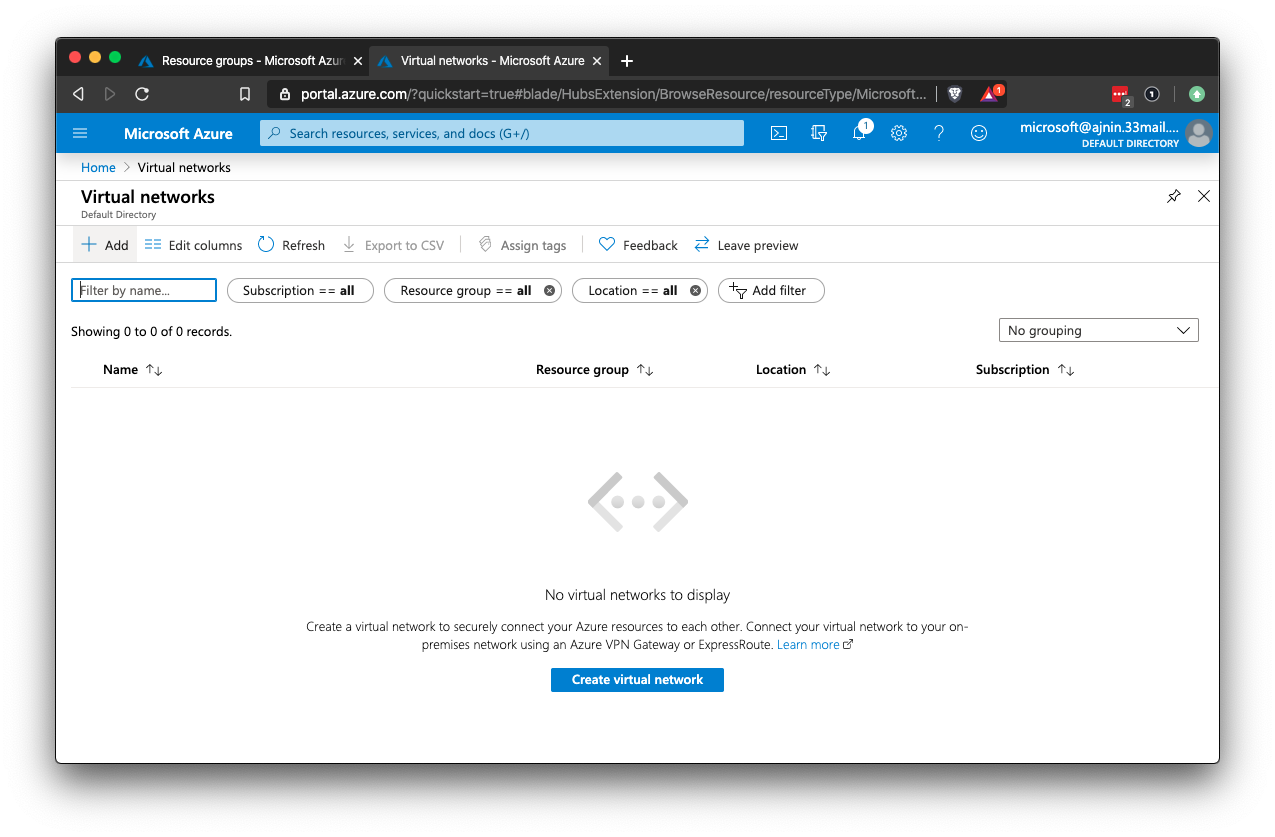 Resource groups - Microsoft Azur
Virtual networks - Microsoft Azure
portal.azure.com/?quickstart=true#blade/HubsExtension/BrowseResource/resourceType/Microsoft...
1
2
1
Microsoft Azure
Search resources, services, and docs (G+/)
1
?
microsoft@ajnin.33mail....
DEFAULT DIRECTORY
Home > Virtual networks
Virtual networks
Default Directory
Add
Edit columns
Refresh
Export to CSV
Assign tags
Feedback
Leave preview
Filter by name...
Subscription == all
Resource group == all
Location == all
Add filter
Showing 0 to 0 of 0 records.
No grouping
Name
Resource group
Location
Subscription
No virtual networks to display
Create a virtual network to securely connect your Azure resources to each other. Connect your virtual network to your on-
premises network using an Azure VPN Gateway or ExpressRoute. Learn more
Create virtual network